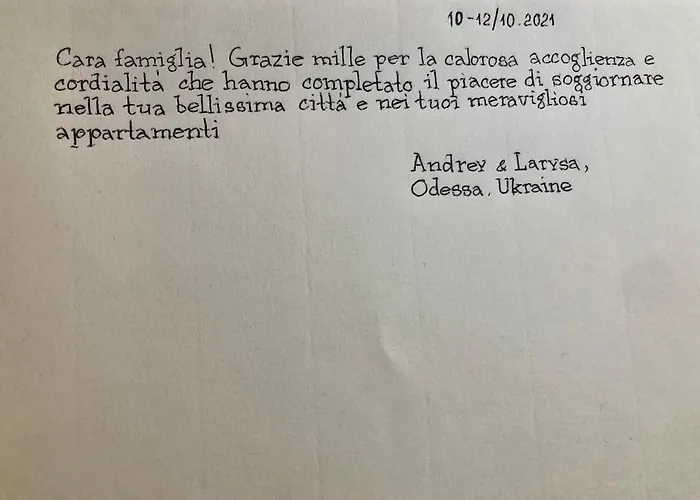 10-12/10.2021
Cara famiglia! Grazie mille per la calorosa accoglienza e
cordialità che hanno completato il piacere di soggiornare
nella tua bellissima città e nei tuoi meravigliosi
appartamenti
Andrey & Larysa,
Odessa, Ukraine